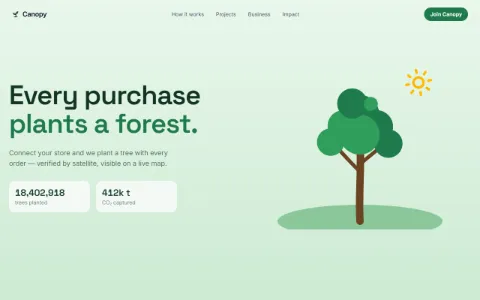 Canopy
How it works
Projects
Business
Impact
Join Canopy
Every purchase
plants a forest.
Connect your store and we plant a tree with every
order — verified by satellite, visible on a live map.
18,402,918
412k t
trees planted
CO₂ captured